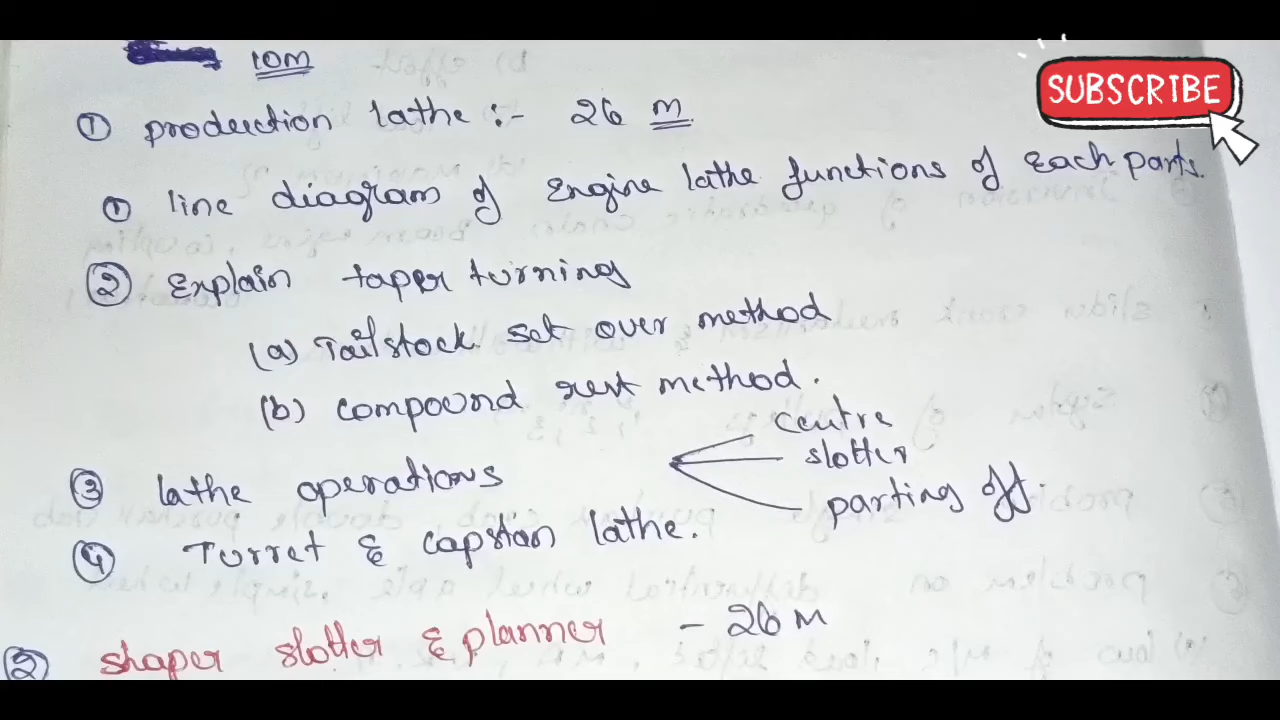 10M
SUBSCRIBE
① production lathe :- 26 M
① line diagram of Engine lathe functions of Each parts.
② Explain taper turning
(a) Tailstock set over method
(b) compound rest method.
centre
③ lathe operations slotter
parting off.
④ Turret & capstan lathe.
② shaper slotter & planner - 26 M